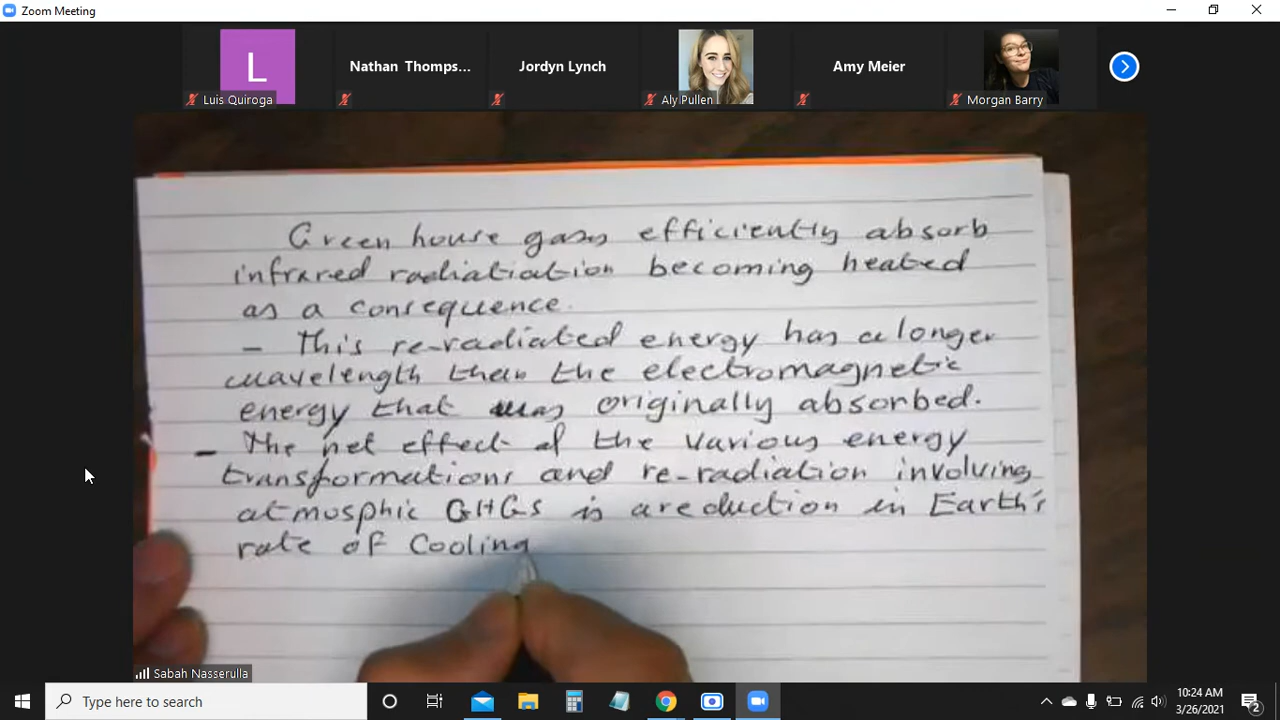 Zoom Meeting
L
Nathan Thomps...
Jordyn Lynch
Amy Meier
Luis Quiroga
Aly Pullen
Morgan Barry
Green house gases efficiently absorb
infrared radiatiation becoming heated
as a consequence.
- This re-radiated energy has a longer
wavelength than the electromagnetic
energy that was originally absorbed.
- The net effect of the various energy
transformations and re-radiation involving
atmosphic GHGs is a reduction in Earth's
rate of Cooling
Sabah Nasserulla
Type here to search
10:24 AM
3/26/2021
2